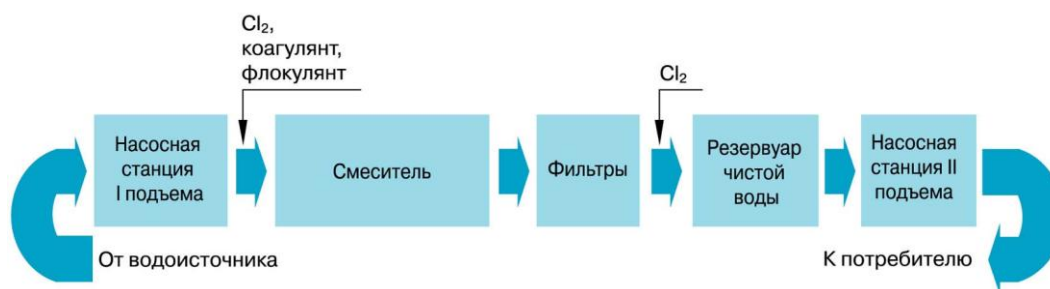 Cl₂,
коагулянт,
флокулянт
Cl₂
Насосная
станция
I подъема
Смеситель
Фильтры
Резервуар
чистой
воды
Насосная
станция II
подъема
От водоисточника
К потребителю